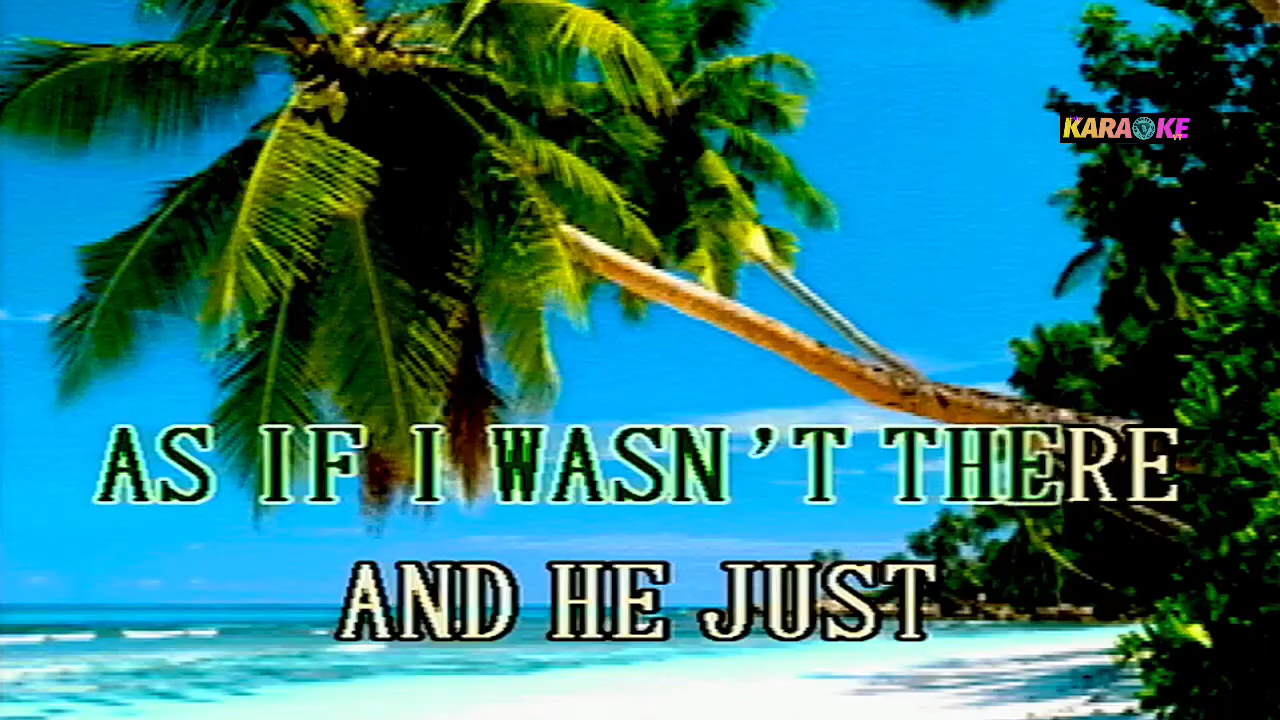 KARAOKE
AS IF I WASN'T THERE
AND HE JUST